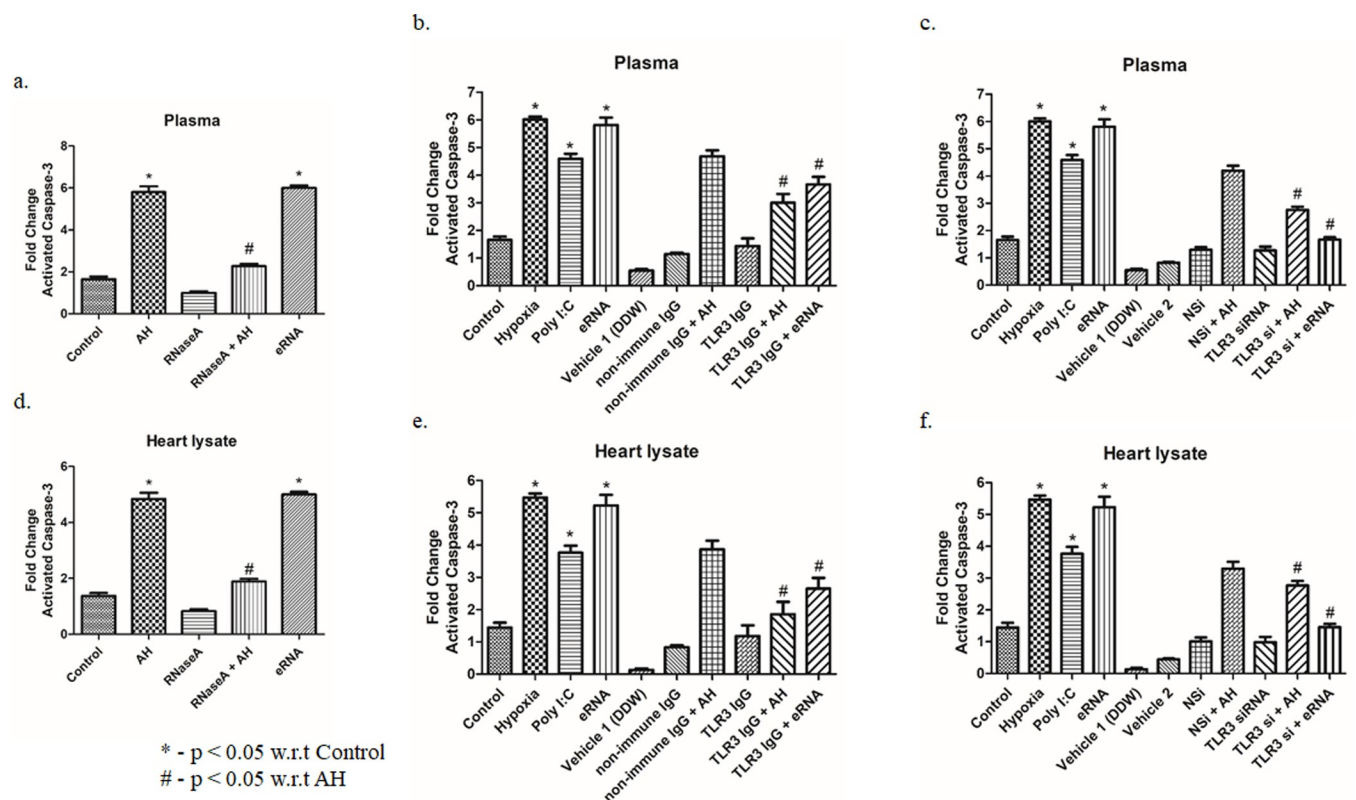 a.
Plasma
Fold Change
Activated Caspase-3
8
6
4
2
0
*
#
*
Control
AH
RNaseA
RNaseA + AH
eRNA
b.
Plasma
Fold Change
Activated Caspase-3
7
6
5
4
3
2
1
0
*
*
*
#
#
Control
Hypoxia
Poly I:C
eRNA
Vehicle 1 (DDW)
non-immune IgG
non-immune IgG + AH
TLR3 IgG
TLR3 IgG + AH
TLR3 IgG + eRNA
c.
Plasma
Fold Change
Activated Caspase-3
7
6
5
4
3
2
1
0
*
*
*
#
#
Control
Hypoxia
Poly I:C
eRNA
Vehicle 1 (DDW)
Vehicle 2
NSi
NSi + AH
TLR3 siRNA
TLR3 si + AH
TLR3 si + eRNA
d.
Heart lysate
Fold Change
Activated Caspase-3
6
4
2
0
*
#
*
Control
AH
RNaseA
RNaseA + AH
eRNA
e.
Heart lysate
Fold Change
Activated Caspase-3
6
5
4
3
2
1
0
*
*
*
#
#
Control
Hypoxia
Poly I:C
eRNA
Vehicle 1 (DDW)
non-immune IgG
non-immune IgG + AH
TLR3 IgG
TLR3 IgG + AH
TLR3 IgG + eRNA
f.
Heart lysate
Fold Change
Activated Caspase-3
6
5
4
3
2
1
0
*
*
*
#
#
Control
Hypoxia
Poly I:C
eRNA
Vehicle 1 (DDW)
Vehicle 2
NSi
NSi + AH
TLR3 siRNA
TLR3 si + AH
TLR3 si + eRNA
* - p < 0.05 w.r.t Control
# - p < 0.05 w.r.t AH